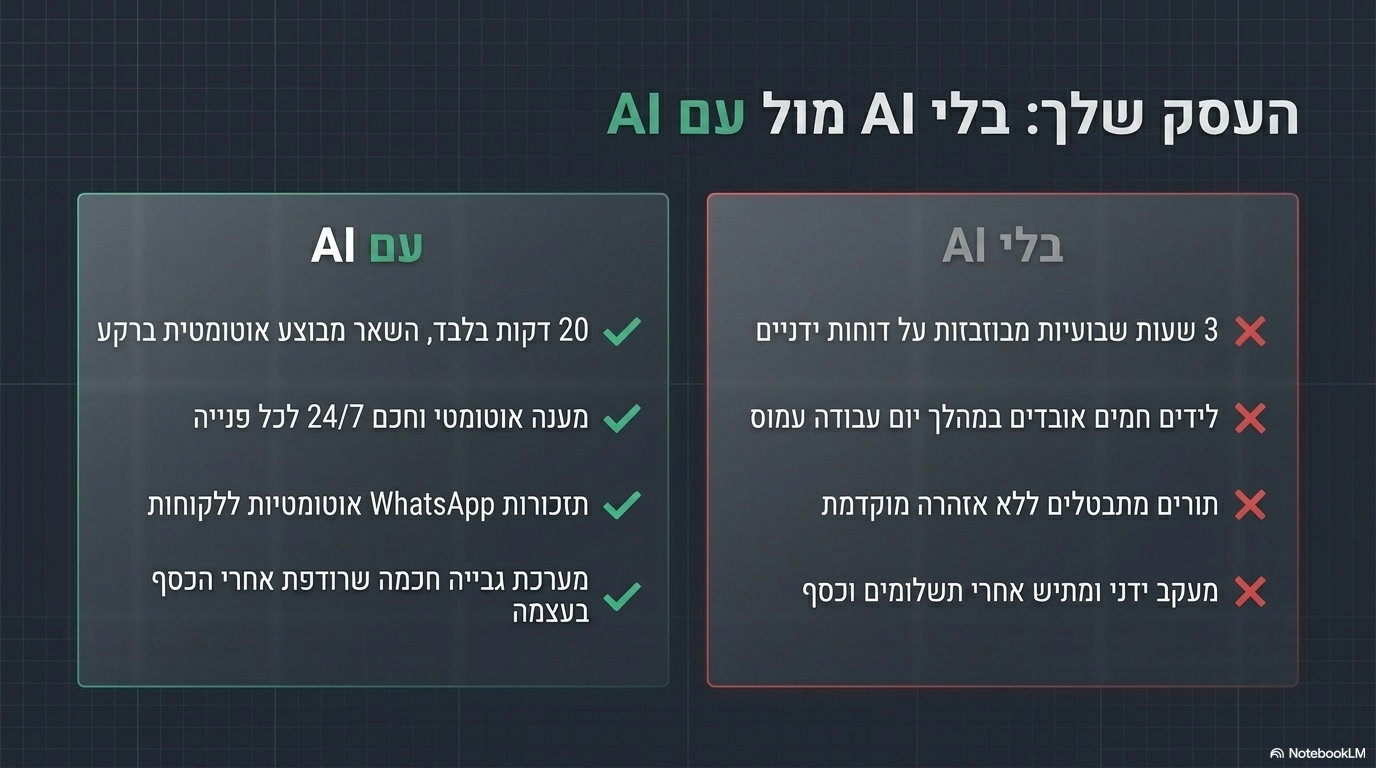 העסק שלך: בלי AI מול עם AI
בלי AI
3 שעות שבועיות מבוזבזות על דוחות ידניים
לידים חמים אובדים במהלך יום עבודה עמוס
תורים מתבטלים ללא אזהרה מוקדמת
מעקב ידני ומתיש אחרי תשלומים וכסף
עם AI
20 דקות בלבד, השאר מבוצע אוטומטית ברקע
מענה אוטומטי וחכם 24/7 לכל פנייה
תזכורות WhatsApp אוטומטיות ללקוחות
מערכת גבייה חכמה שרודפת אחרי הכסף
בעצמה
NotebookLM